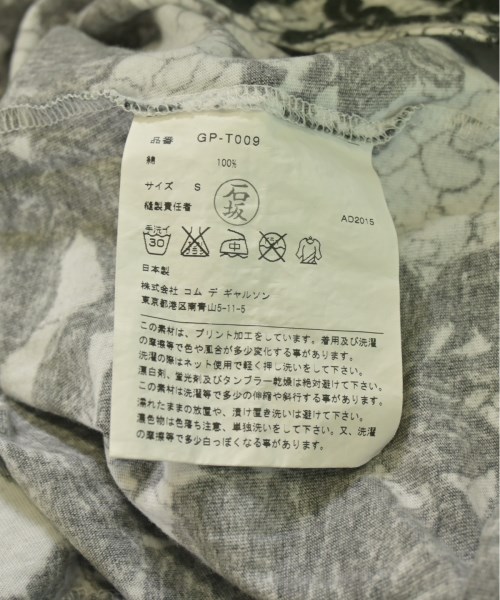 品番 GP-T009
綿 100%
サイズ S
縫製責任者 石坂
AD2015
手洗イ
30
日本製
株式会社 コム デ ギャルソン
東京都港区南青山5-11-5
この素材は、プリント加工をしています。着用及び洗濯
の摩擦等で色や風合が多少変化する事があります。
洗濯の際はネット使用で軽く押し洗いをして下さい。
漂白剤、蛍光剤及びタンブラー乾燥は絶対避けて下さい。
この素材は洗濯等で多少の伸縮や斜行する事があります。
濡れたままの放置や、漬け置き洗いは避けて下さい。
濃色物は色落ち注意、単独洗いをして下さい。又、洗濯
の摩擦等で多少白っぽくなる事が有ります。